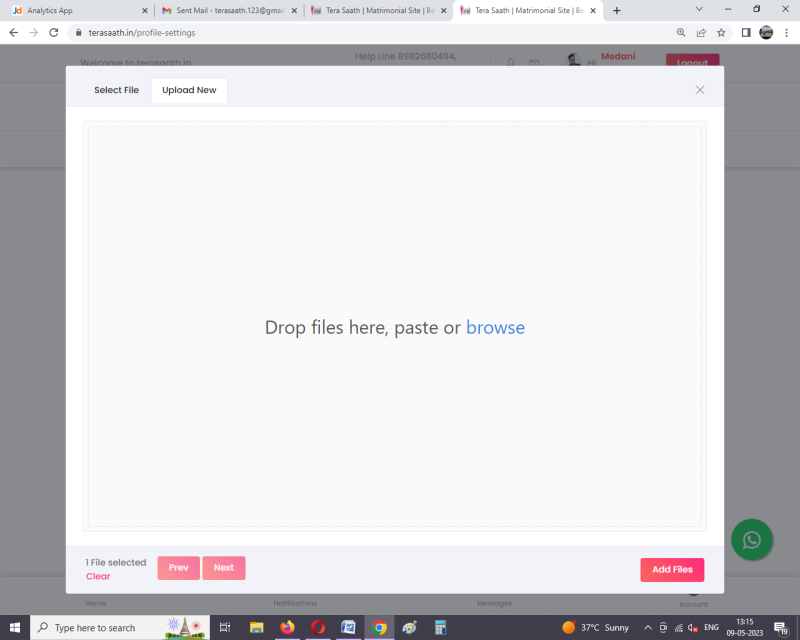 Analytics App
Sent Mail - terasaath.123@gmail
Tera Saath | Matrimonial Site | Be
Tera Saath | Matrimonial Site | Be
terasaath.in/profile-settings
Welcome to terasaath.in
Help Line 8982680494,
Hi
Medani
Logout
Select File
Upload New
Drop files here, paste or browse
1 File selected
Clear
Prev
Next
Add Files
Home
Notifications
Messages
Account
Type here to search
37°C Sunny
ENG
13:15
09-05-2023
19